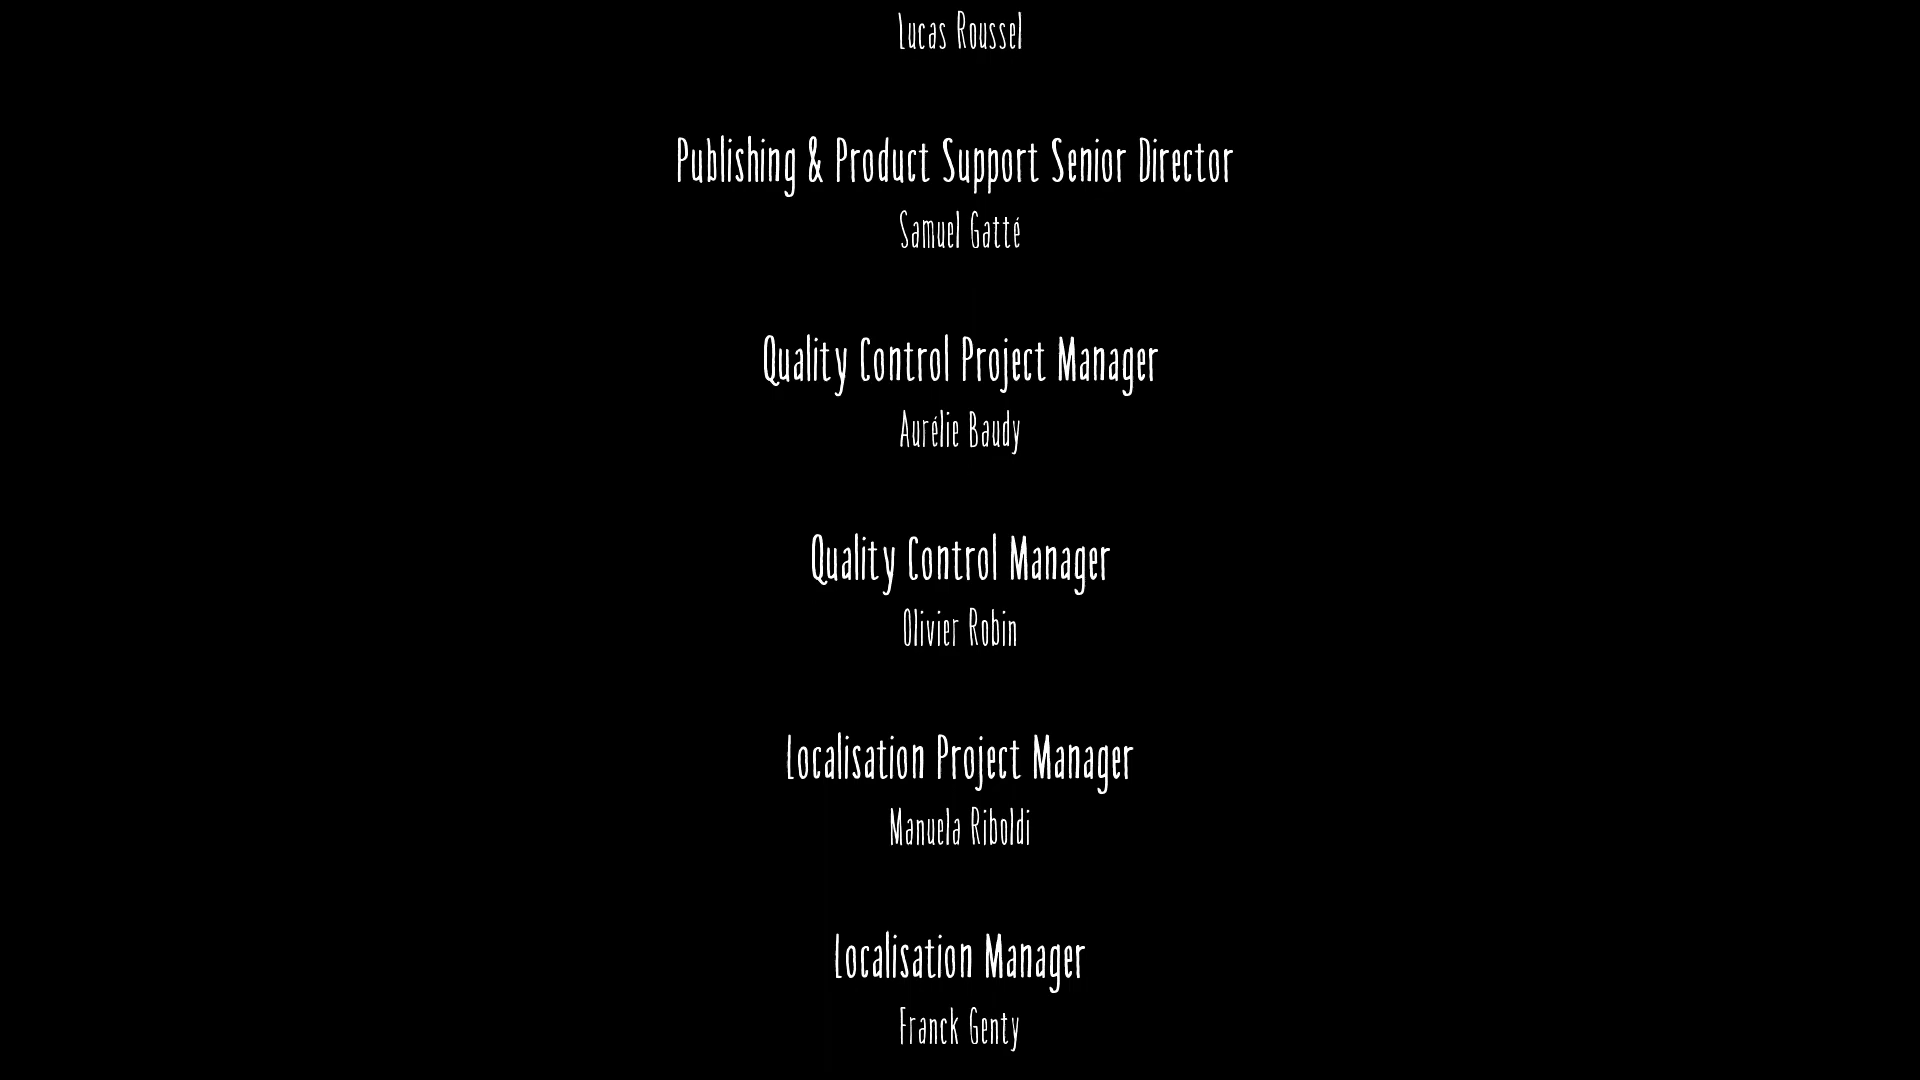 Lucas Roussel
Publishing & Product Support Senior Director
Samuel Gatté
Quality Control Project Manager
Aurélie Baudy
Quality Control Manager
Olivier Robin
Localisation Project Manager
Manuela Riboldi
Localisation Manager
Franck Genty